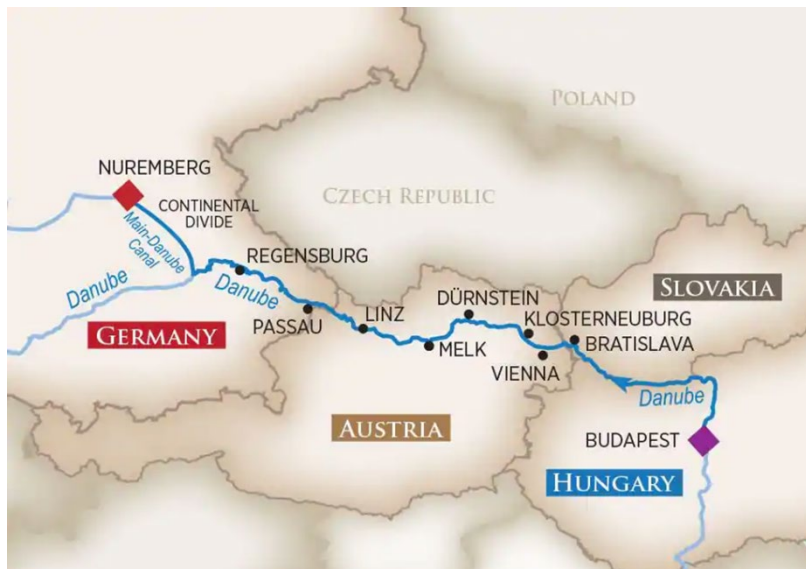 POLAND
NUREMBERG
CZECH REPUBLIC
CONTINENTAL
DIVIDE
Main-Danube
Canal
REGENSBURG
Danube
Danube
SLOVAKIA
DÜRNSTEIN
LINZ
KLOSTERNEUBURG
PASSAU
GERMANY
BRATISLAVA
MELK
VIENNA
Danube
AUSTRIA
BUDAPEST
HUNGARY